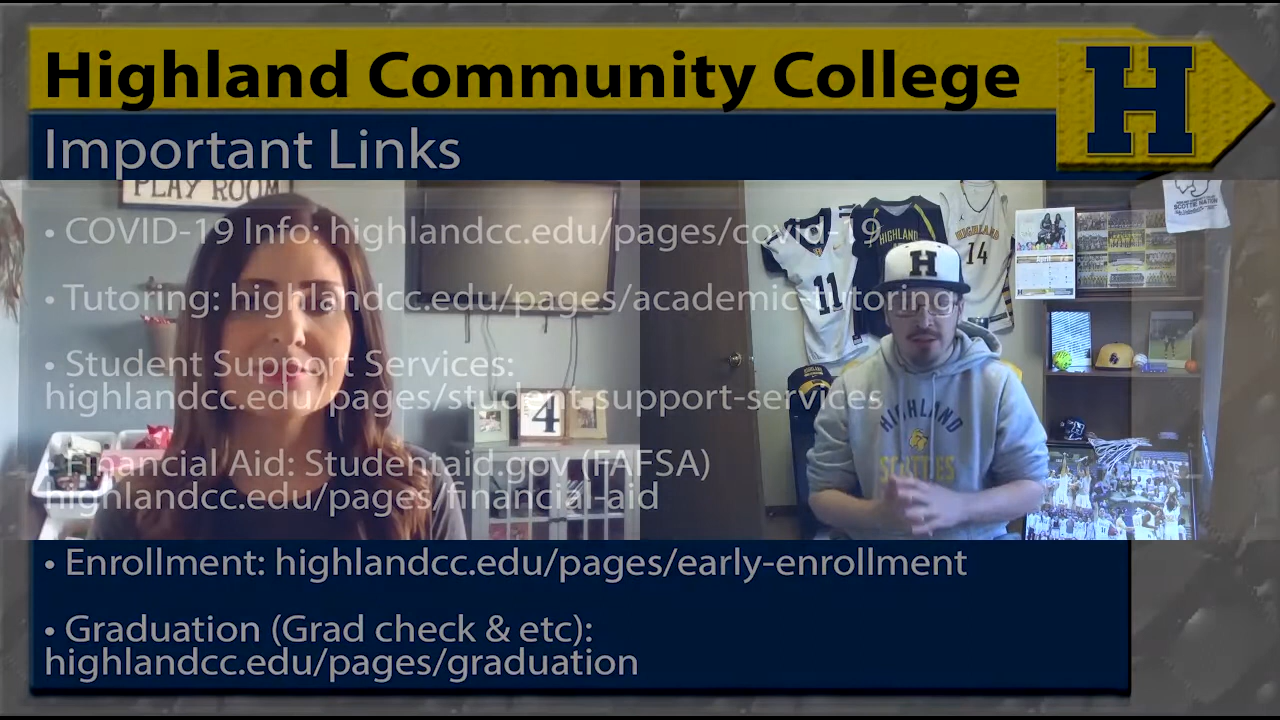 Highland Community College
H
Important Links
PLAY ROOM
• COVID-19 Info: highlandcc.edu/pages/covid-19
• Tutoring: highlandcc.edu/pages/academic-tutoring
• Student Support Services:
highlandcc.edu/pages/student-support-services
• Financial Aid: Studentaid.gov (FAFSA)
highlandcc.edu/pages/financial-aid
• Enrollment: highlandcc.edu/pages/early-enrollment
• Graduation (Grad check & etc):
highlandcc.edu/pages/graduation
4
11
HIGHLAND
HIGHLAND
14
H
HIGHLAND
SCOTTIES
SCOTTIE NATION